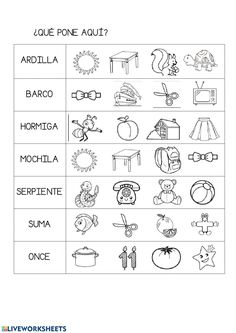 ¿QUÉ PONE AQUÍ?
ARDILLA
BARCO
HORMIGA
MOCHILA
SERPIENTE
SUMA
ONCE
11
LIVEWORKSHEETS